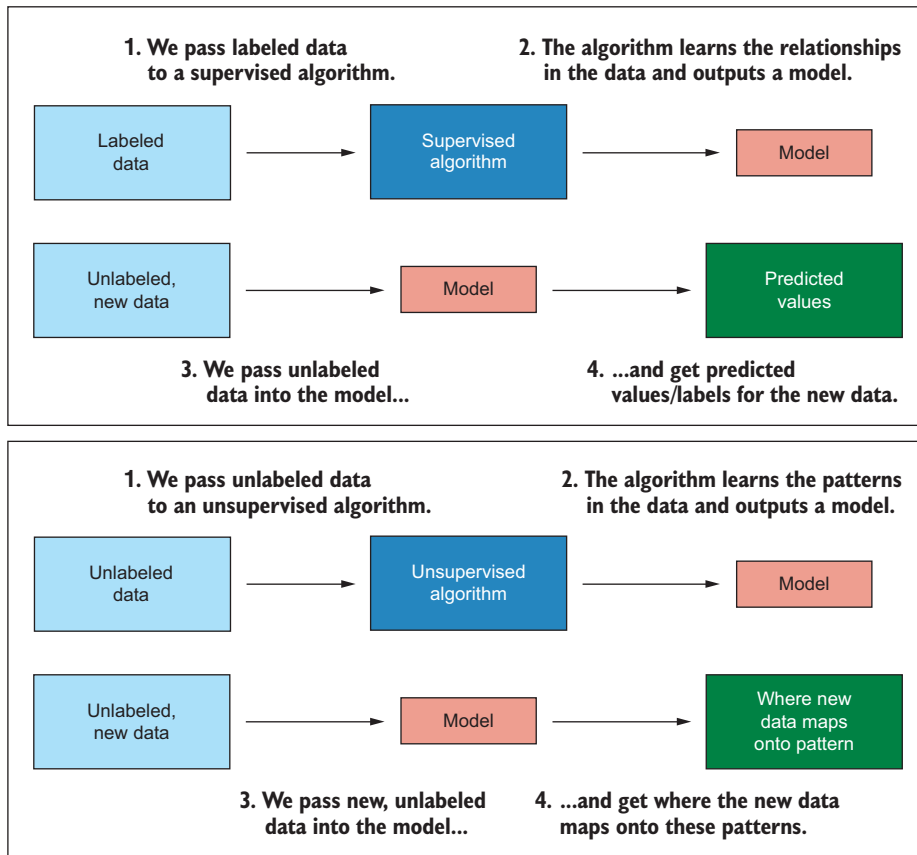 1. We pass labeled data
to a supervised algorithm.
2. The algorithm learns the relationships
in the data and outputs a model.
Labeled
data
Supervised
algorithm
Model
Unlabeled,
new data
Model
Predicted
values
3. We pass unlabeled
data into the model...
4. ...and get predicted
values/labels for the new data.
1. We pass unlabeled data
to an unsupervised algorithm.
2. The algorithm learns the patterns
in the data and outputs a model.
Unlabeled
data
Unsupervised
algorithm
Model
Unlabeled,
new data
Model
Where new
data maps
onto pattern
3. We pass new, unlabeled
data into the model...
4. ...and get where the new data
maps onto these patterns.